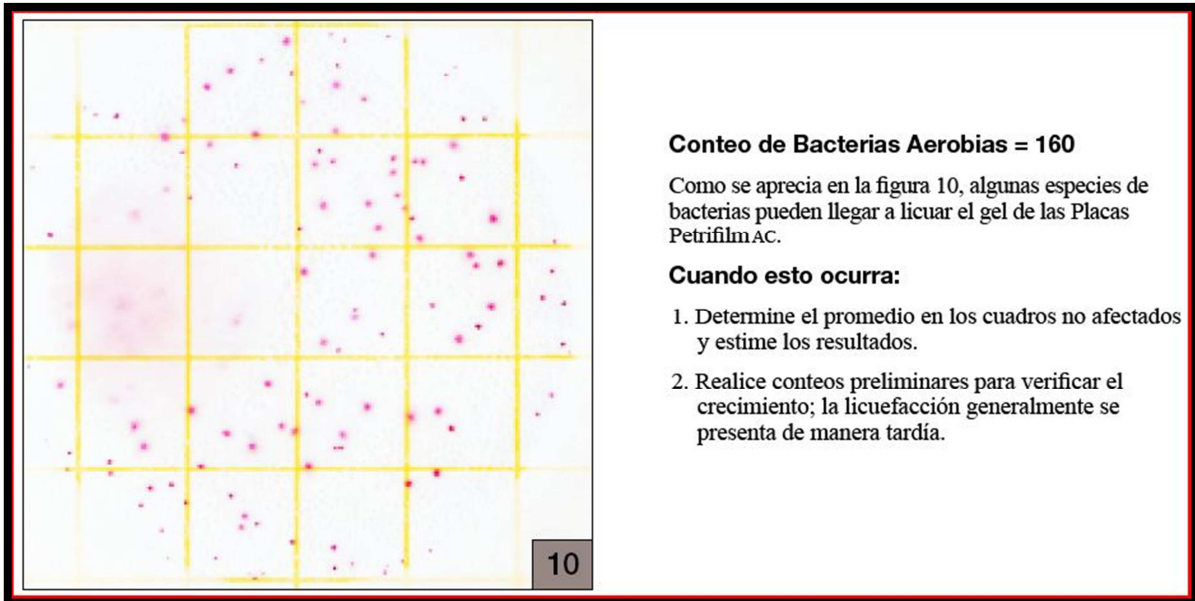 10
Conteo de Bacterias Aerobias = 160
Como se aprecia en la figura 10, algunas especies de
bacterias pueden llegar a licuar el gel de las Placas
Petrifilm AC.
Cuando esto ocurra:
1. Determine el promedio en los cuadros no afectados
y estime los resultados.
2. Realice conteos preliminares para verificar el
crecimiento; la licuefacción generalmente se
presenta de manera tardía.